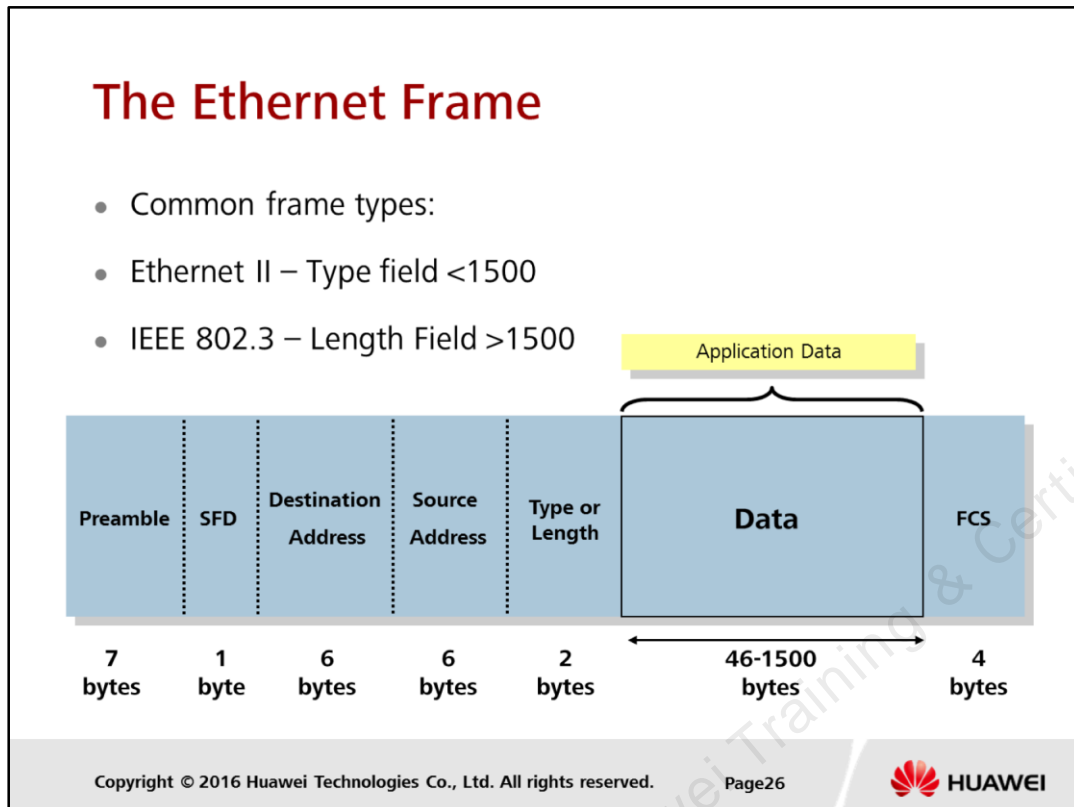 The Ethernet Frame
• Common frame types:
• Ethernet II – Type field <1500
• IEEE 802.3 – Length Field >1500
Application Data
Preamble
SFD
Destination
Address
Source
Address
Type or
Length
Data
FCS
7
bytes
1
byte
6
bytes
6
bytes
2
bytes
46-1500
bytes
4
bytes
Copyright © 2016 Huawei Technologies Co., Ltd. All rights reserved.
Page26
HUAWEI
Training &